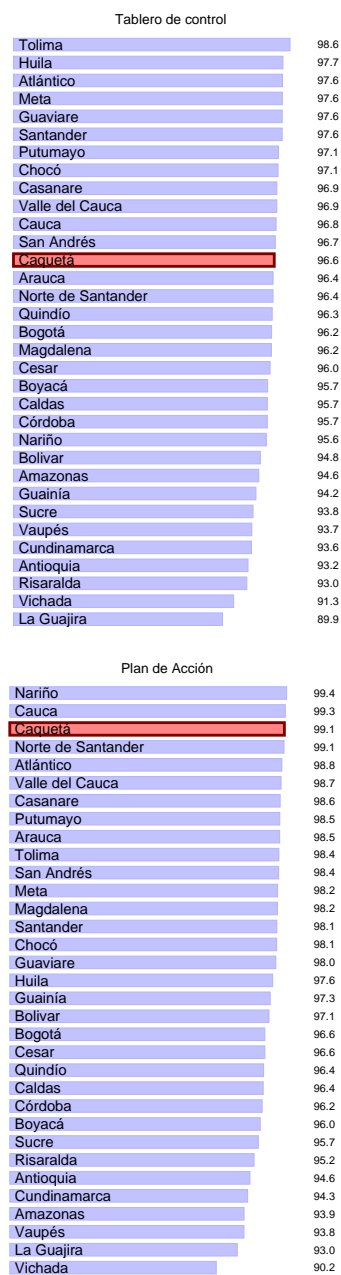 Tablero de control
Tolima 98.6
Huila 97.7
Atlántico 97.6
Meta 97.6
Guaviare 97.6
Santander 97.6
Putumayo 97.1
Chocó 97.1
Casanare 96.9
Valle del Cauca 96.9
Cauca 96.8
San Andrés 96.7
Caquetá 96.6
Arauca 96.4
Norte de Santander 96.4
Quindío 96.3
Bogotá 96.2
Magdalena 96.2
Cesar 96.0
Boyacá 95.7
Caldas 95.7
Córdoba 95.7
Nariño 95.6
Bolivar 94.8
Amazonas 94.6
Guainía 94.2
Sucre 93.8
Vaupés 93.7
Cundinamarca 93.6
Antioquia 93.2
Risaralda 93.0
Vichada 91.3
La Guajira 89.9
Plan de Acción
Nariño 99.4
Cauca 99.3
Caquetá 99.1
Norte de Santander 99.1
Atlántico 98.8
Valle del Cauca 98.7
Casanare 98.6
Putumayo 98.5
Arauca 98.5
Tolima 98.4
San Andrés 98.4
Meta 98.2
Magdalena 98.2
Santander 98.1
Chocó 98.1
Guaviare 98.0
Huila 97.6
Guainía 97.3
Bolivar 97.1
Bogotá 96.6
Cesar 96.6
Quindío 96.4
Caldas 96.4
Córdoba 96.2
Boyacá 96.0
Sucre 95.7
Risaralda 95.2
Antioquia 94.6
Cundinamarca 94.3
Amazonas 93.9
Vaupés 93.8
La Guajira 93.0
Vichada 90.2